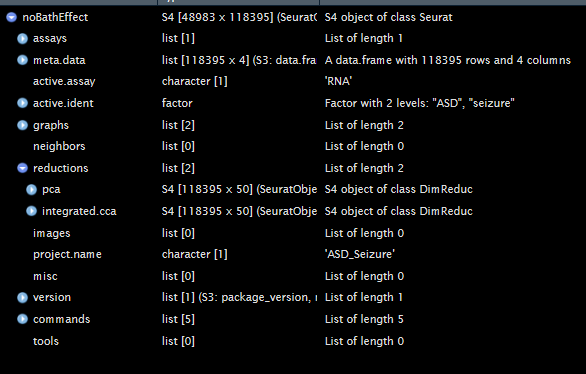 noBathEffect S4 [48983 x 118395] (SeuratO S4 object of class Seurat
assays list [1] List of length 1
meta.data list [118395 x 4] (S3: data.fra A data.frame with 118395 rows and 4 columns
active.assay character [1] 'RNA'
active.ident factor Factor with 2 levels: "ASD", "seizure"
graphs list [2] List of length 2
neighbors list [0] List of length 0
reductions list [2] List of length 2
pca S4 [118395 x 50] (SeuratObje S4 object of class DimReduc
integrated.cca S4 [118395 x 50] (SeuratObje S4 object of class DimReduc
images list [0] List of length 0
project.name character [1] 'ASD_Seizure'
misc list [0] List of length 0
version list [1] (S3: package_version, List of length 1
commands list [5] List of length 5
tools list [0] List of length 0